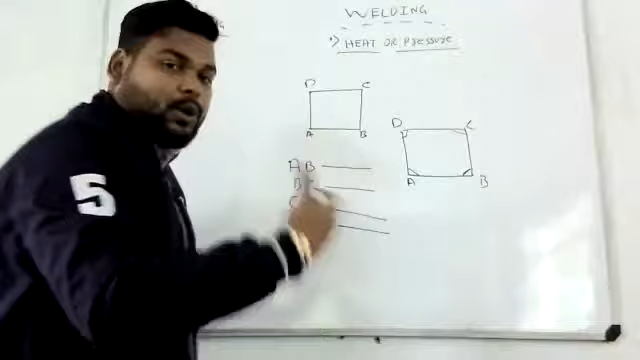 WELDING
HEAT OR Pressure
D C
A B
D C
A B
A B
B
C
5